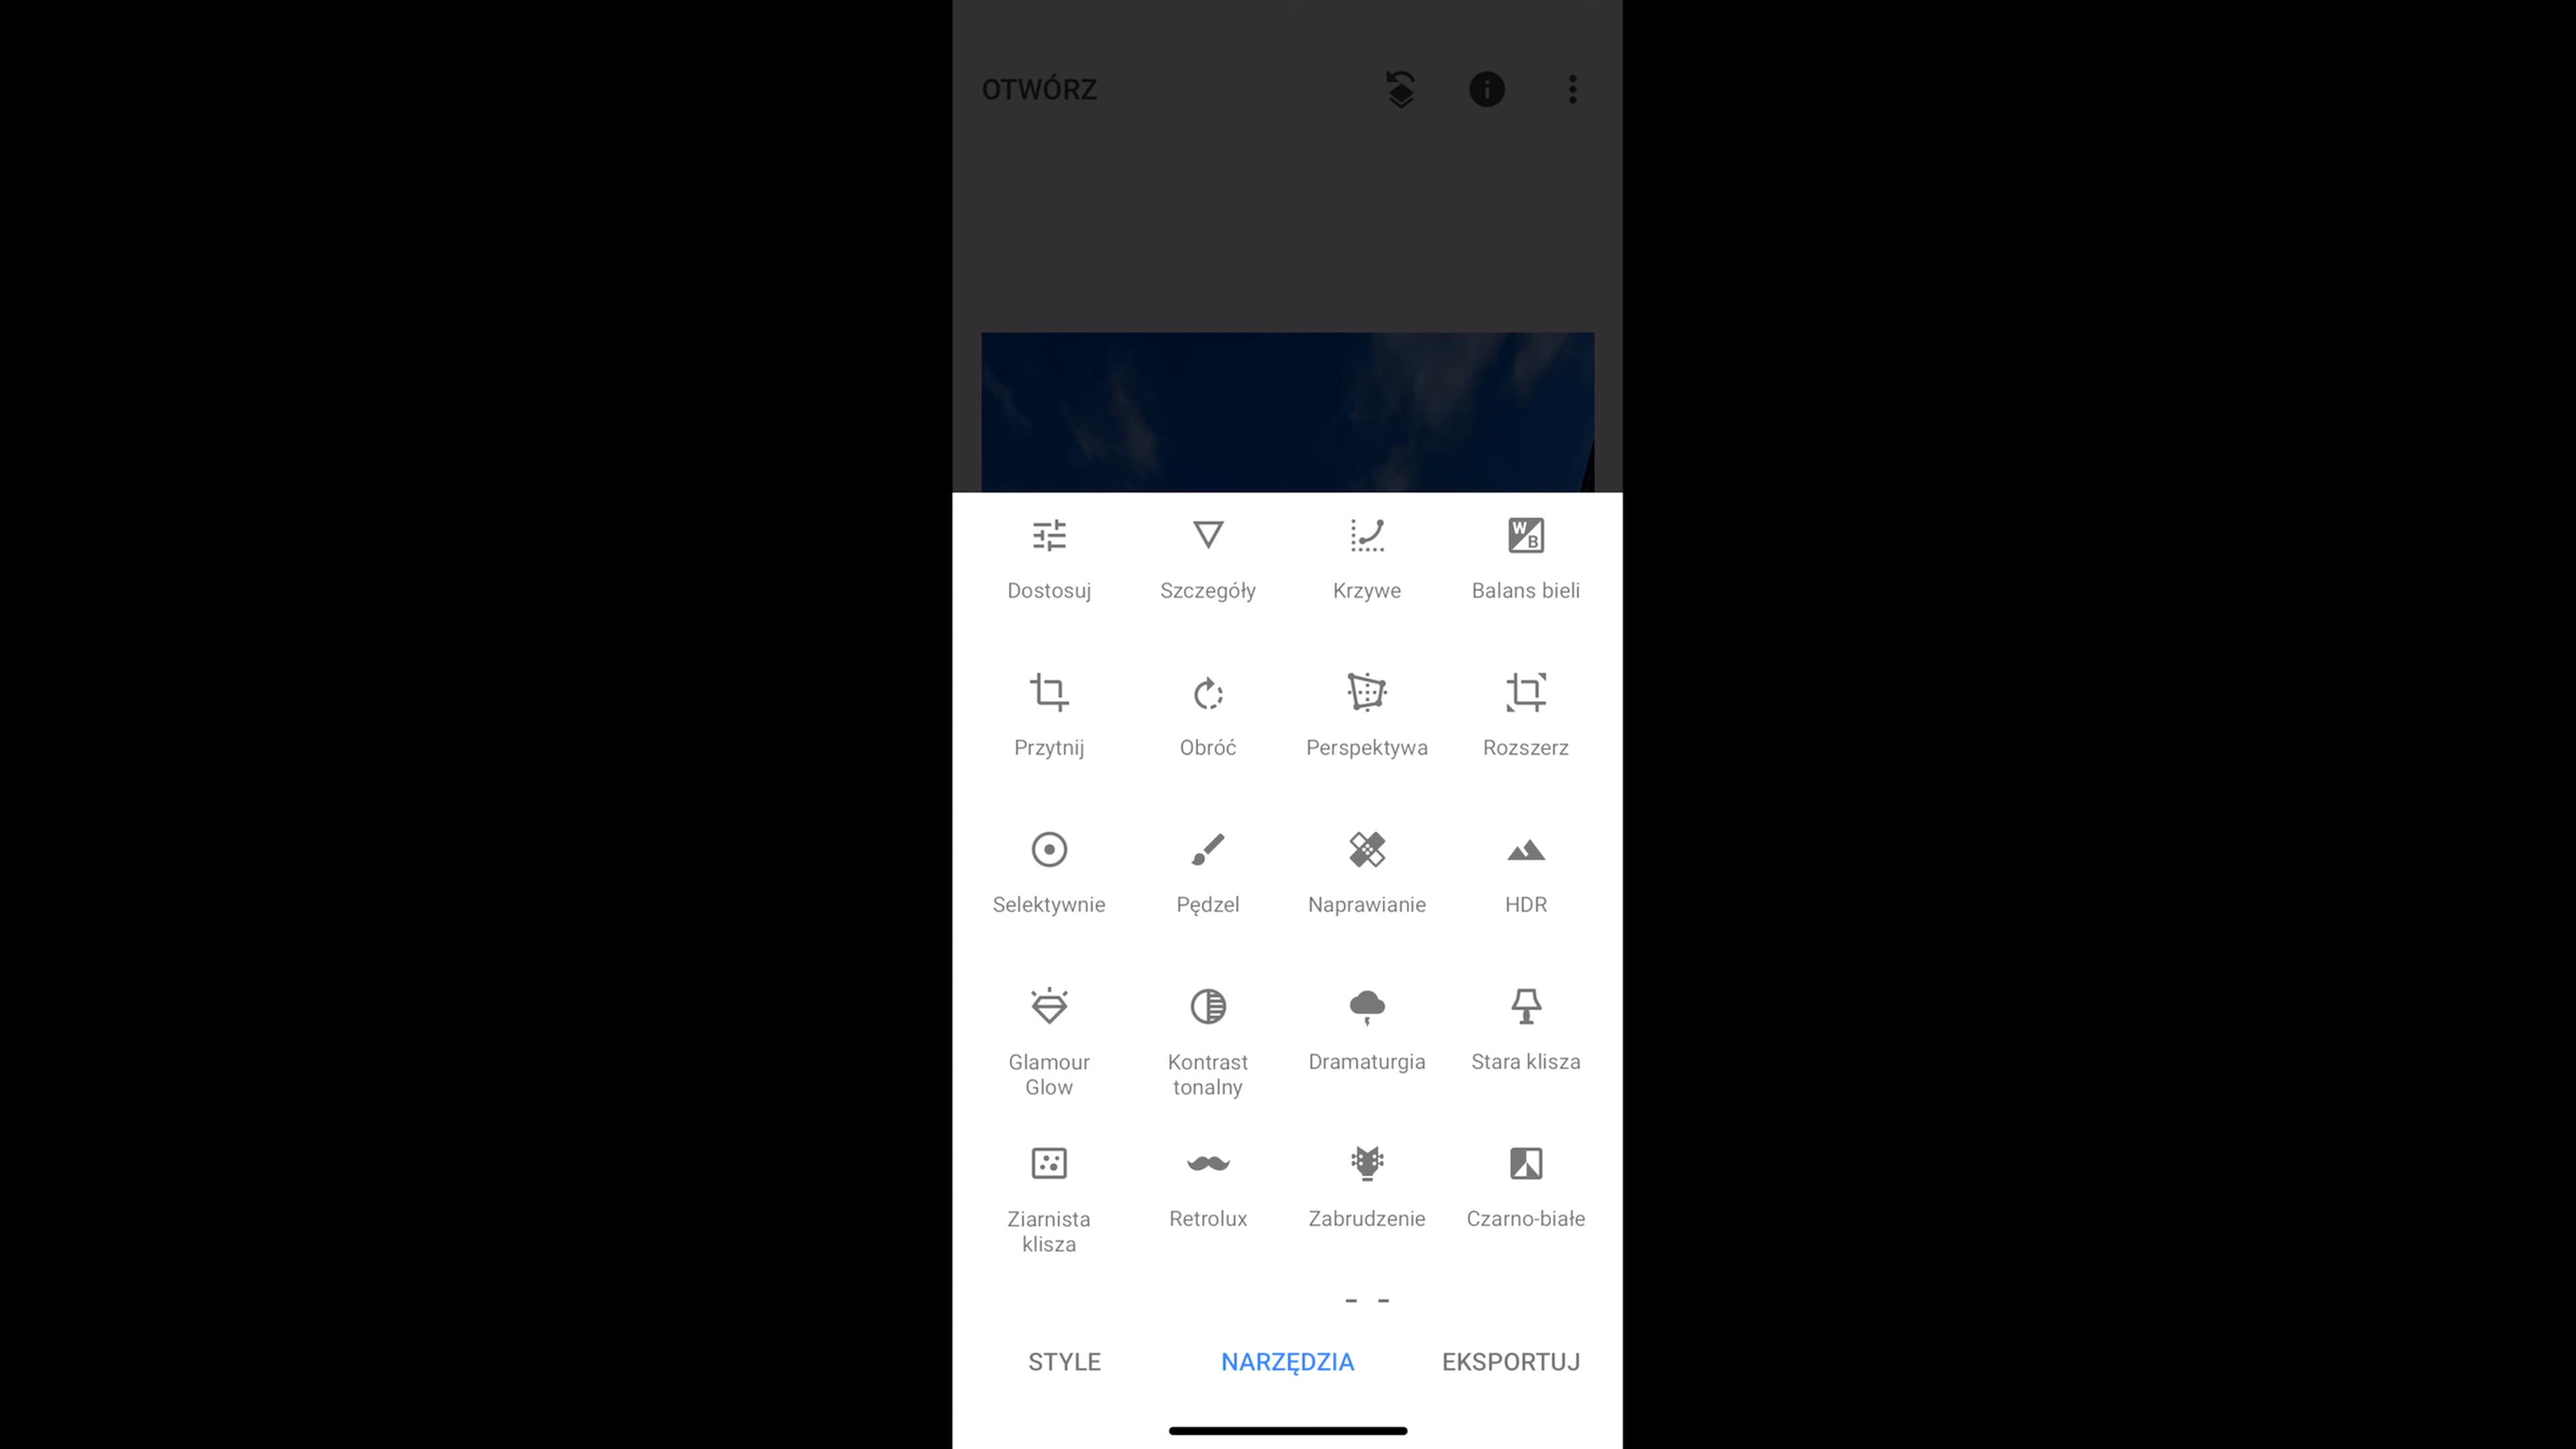 OTWÓRZ
Dostosuj Szczegóły Krzywe Balans bieli
Przytnij Obróć Perspektywa Rozszerz
Selektywnie Pędzel Naprawianie HDR
Glamour Glow Kontrast tonalny Dramaturgia Stara klisza
Ziarnista klisza Retrolux Zabrudzenie Czarno-białe
STYLE NARZĘDZIA EKSPORTUJ